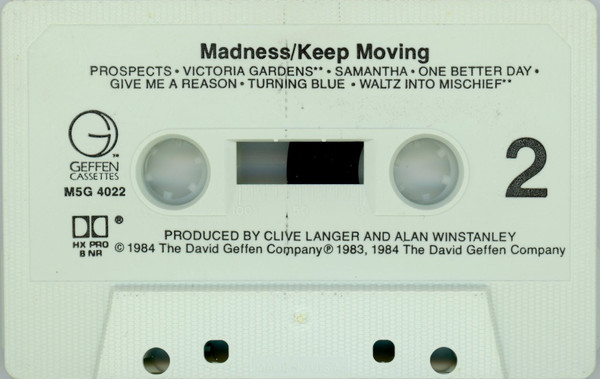 Madness/Keep Moving
PROSPECTS • VICTORIA GARDENS** • SAMANTHA • ONE BETTER DAY •
GIVE ME A REASON • TURNING BLUE • WALTZ INTO MISCHIEF**
G
GEFFEN
CASSETTES
™
M5G 4022
2
®
HX PRO
B NR
PRODUCED BY CLIVE LANGER AND ALAN WINSTANLEY
© 1984 The David Geffen Company ℗ 1983, 1984 The David Geffen Company